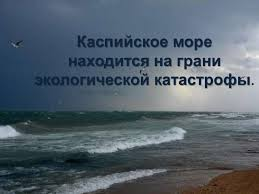 Каспийское море
находится на грани
экологической катастрофы.